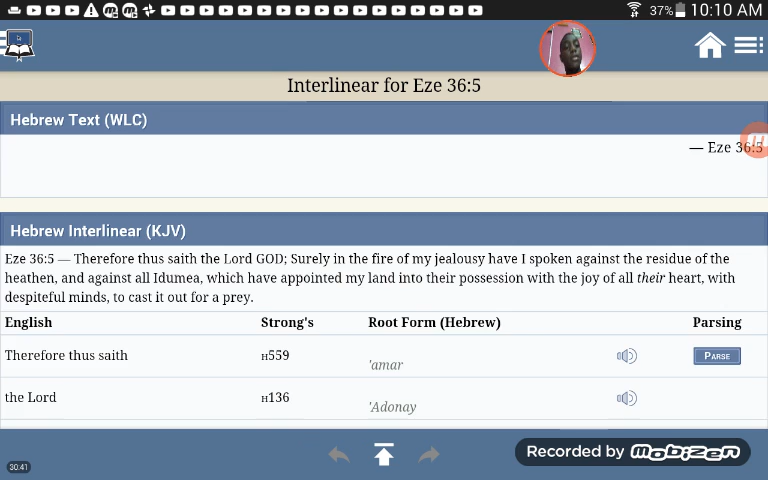 37% 10:10 AM
Interlinear for Eze 36:5
Hebrew Text (WLC)
— Eze 36:5
Hebrew Interlinear (KJV)
Eze 36:5 — Therefore thus saith the Lord GOD; Surely in the fire of my jealousy have I spoken against the residue of the
heathen, and against all Idumea, which have appointed my land into their possession with the joy of all their heart, with
despiteful minds, to cast it out for a prey.
English Strong's Root Form (Hebrew) Parsing
Therefore thus saith H559 'amar PARSE
the Lord H136 'Adonay
Recorded by mobizen
30:41